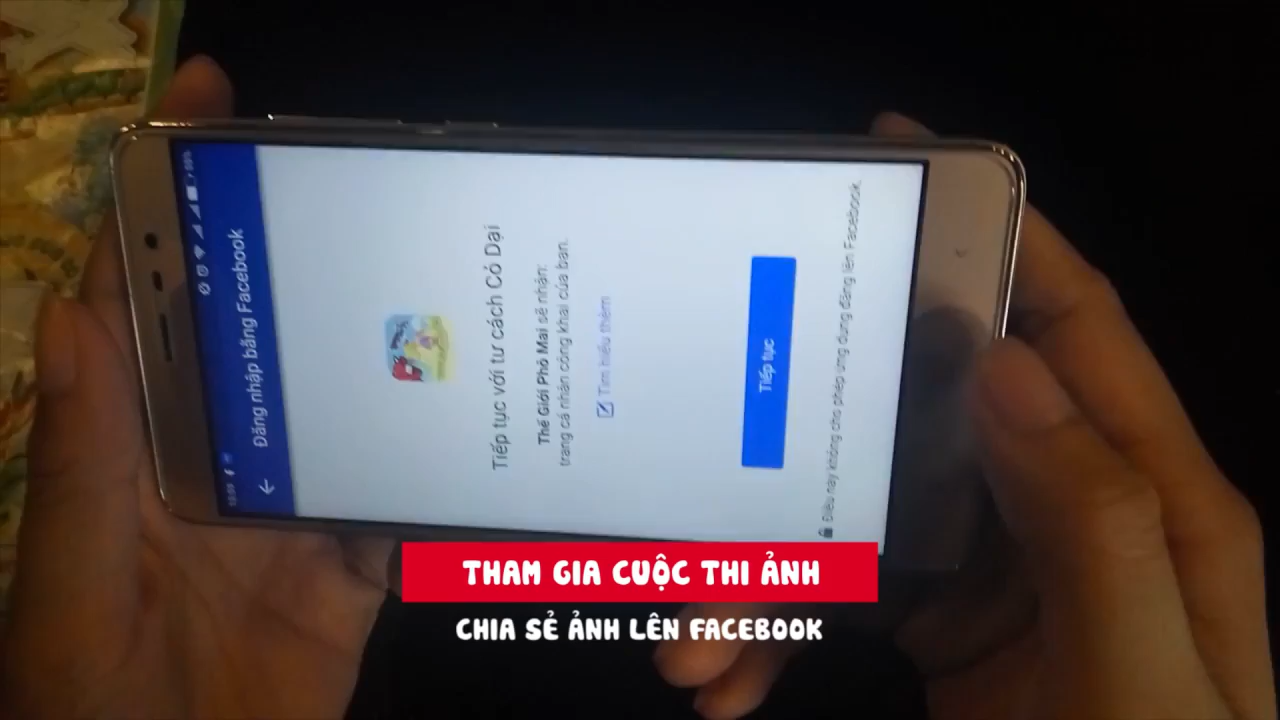 Đăng nhập bằng Facebook
Tiếp tục với tư cách Cỏ Dại
Thế Giới Phô Mai sẽ nhận:
trang cá nhân công khai của bạn.
Tìm hiểu thêm
Tiếp tục
Điều này không cho phép ứng dụng đăng lên Facebook.
THAM GIA CUỘC THI ẢNH
CHIA SẺ ẢNH LÊN FACEBOOK